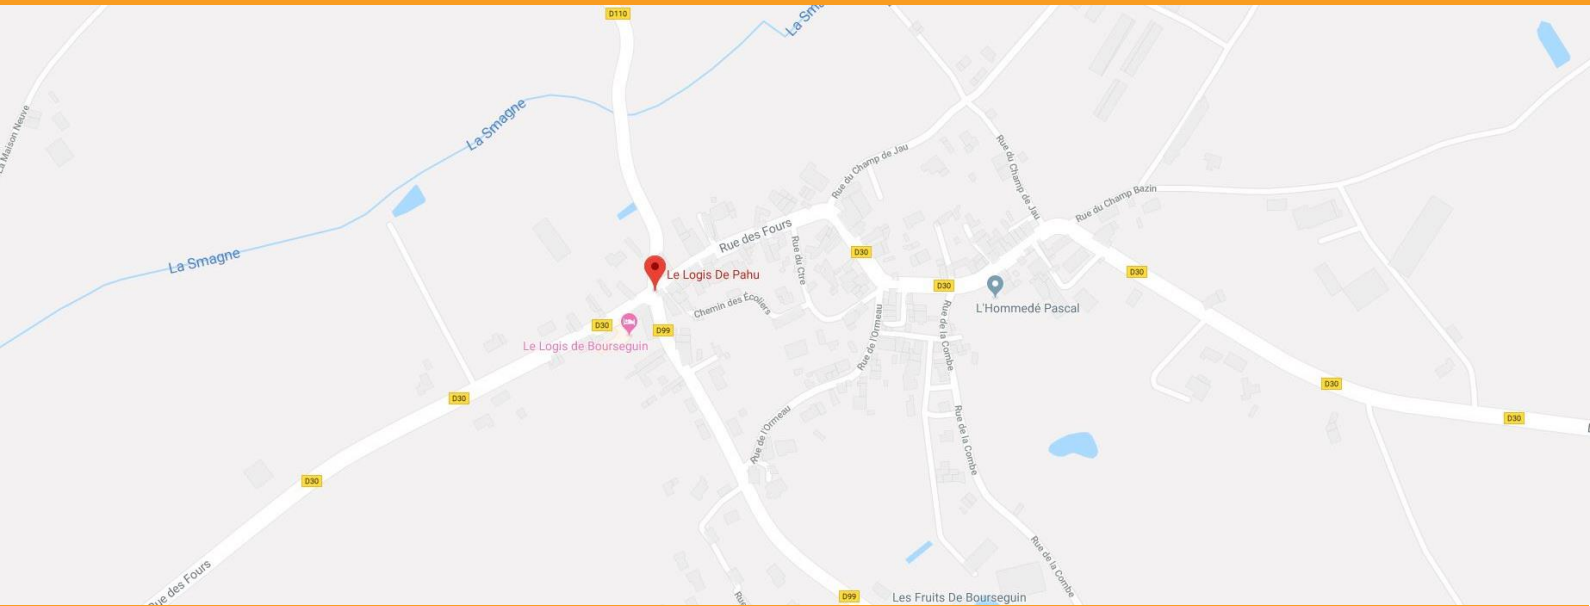 D110
La Sm
La Smagne
La Maison Neuve
Rue du Champ de Jau
Rue du Champ de Jau
Rue du Champ Bazin
La Smagne
Rue des Fours
Rue du Ctre
D30
D30
D30
Le Logis De Pahu
Chemin des Écoliers
L'Hommedé Pascal
D30
D99
Le Logis de Bourseguin
Rue de l'Ormeau
Rue de la Combe
D30
D30
D30
Rue de l'Ormeau
Rue de la Combe
D30
Rue de la Combe
Rue des Fours
Rue
D99
Les Fruits De Bourseguin